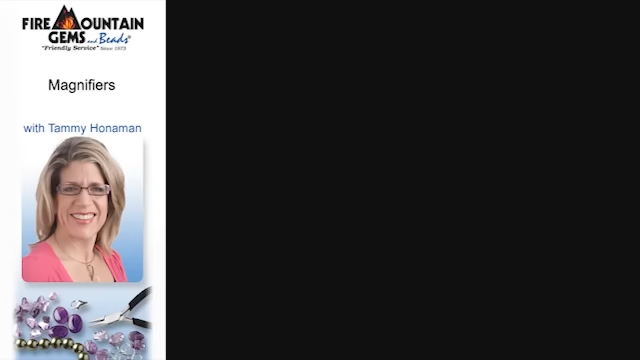 FIRE MOUNTAIN
GEMS and Beads®
"Friendly Service" Since 1973
Magnifiers
with Tammy Honaman